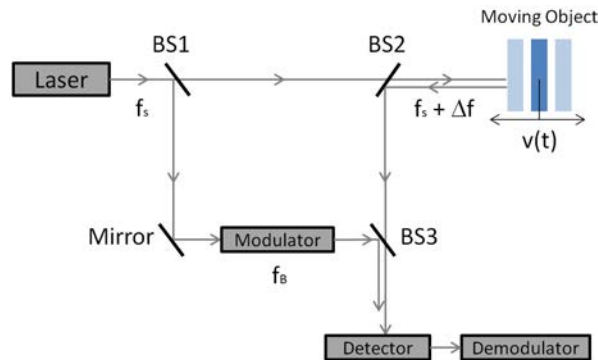 Moving Object
BS1
BS2
Laser
fs
fs + Δf
v(t)
Mirror
Modulator
BS3
fB
Detector
Demodulator